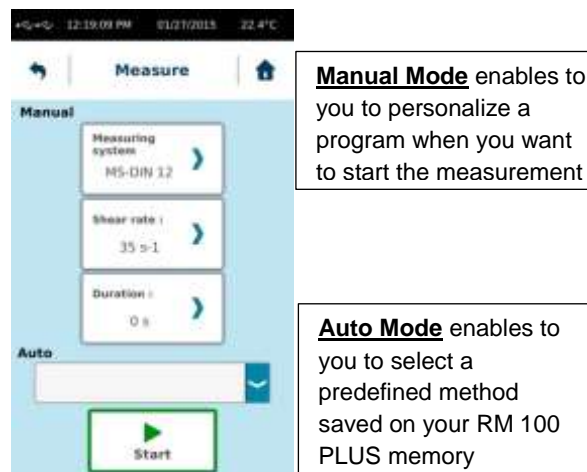 12:19:09 PM 01/27/2015 22.4°C
Measure
Manual
Measuring
system
MS-DIN 12
Shear rate :
35 s-1
Duration :
0 s
Auto
Start
Manual Mode enables to
you to personalize a
program when you want
to start the measurement
Auto Mode enables to
you to select a
predefined method
saved on your RM 100
PLUS memory